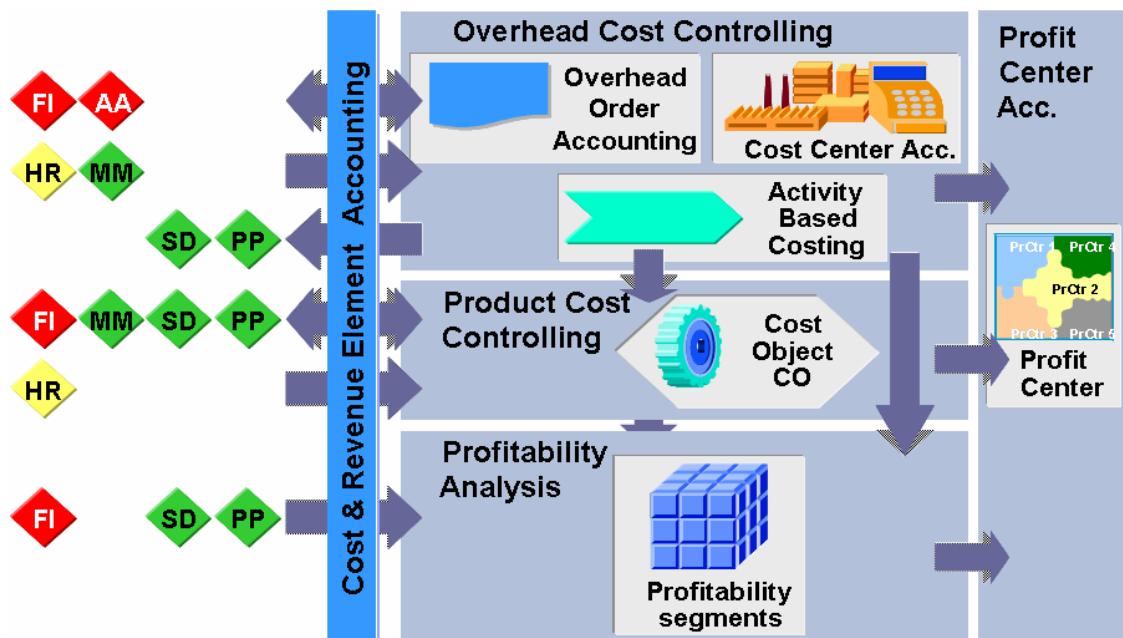 Overhead Cost Controlling
Overhead
Order
Accounting
Cost Center Acc.
Activity
Based
Costing
Profit
Center
Acc.
FI AA
HR MM
SD PP
FI MM SD PP
HR
FI SD PP
Cost & Revenue Element Accounting
Product Cost
Controlling
Cost
Object
CO
PrCtr 1 PrCtr 4
PrCtr 2
PrCtr 3 PrCtr 5
Profit
Center
Profitability
Analysis
Profitability
segments